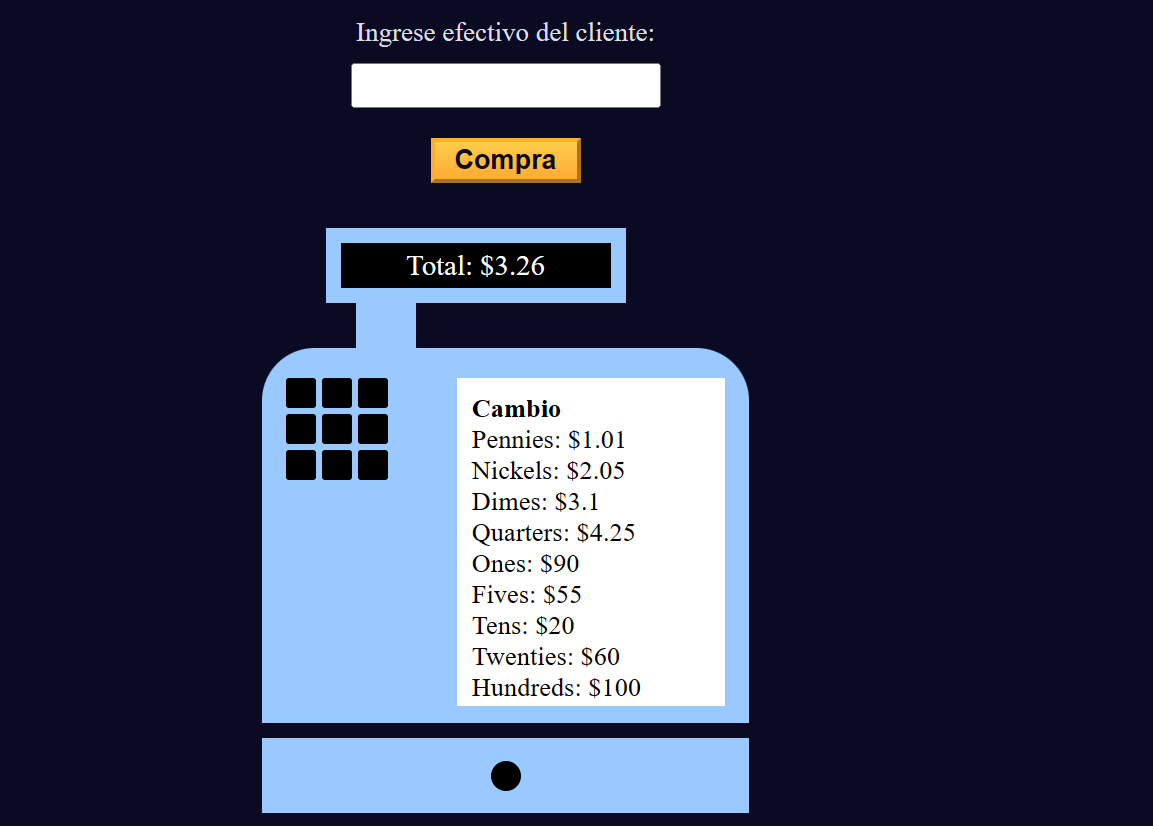 Ingrese efectivo del cliente:
Compra
Total: $3.26
Cambio
Pennies: $1.01
Nickels: $2.05
Dimes: $3.1
Quarters: $4.25
Ones: $90
Fives: $55
Tens: $20
Twenties: $60
Hundreds: $100